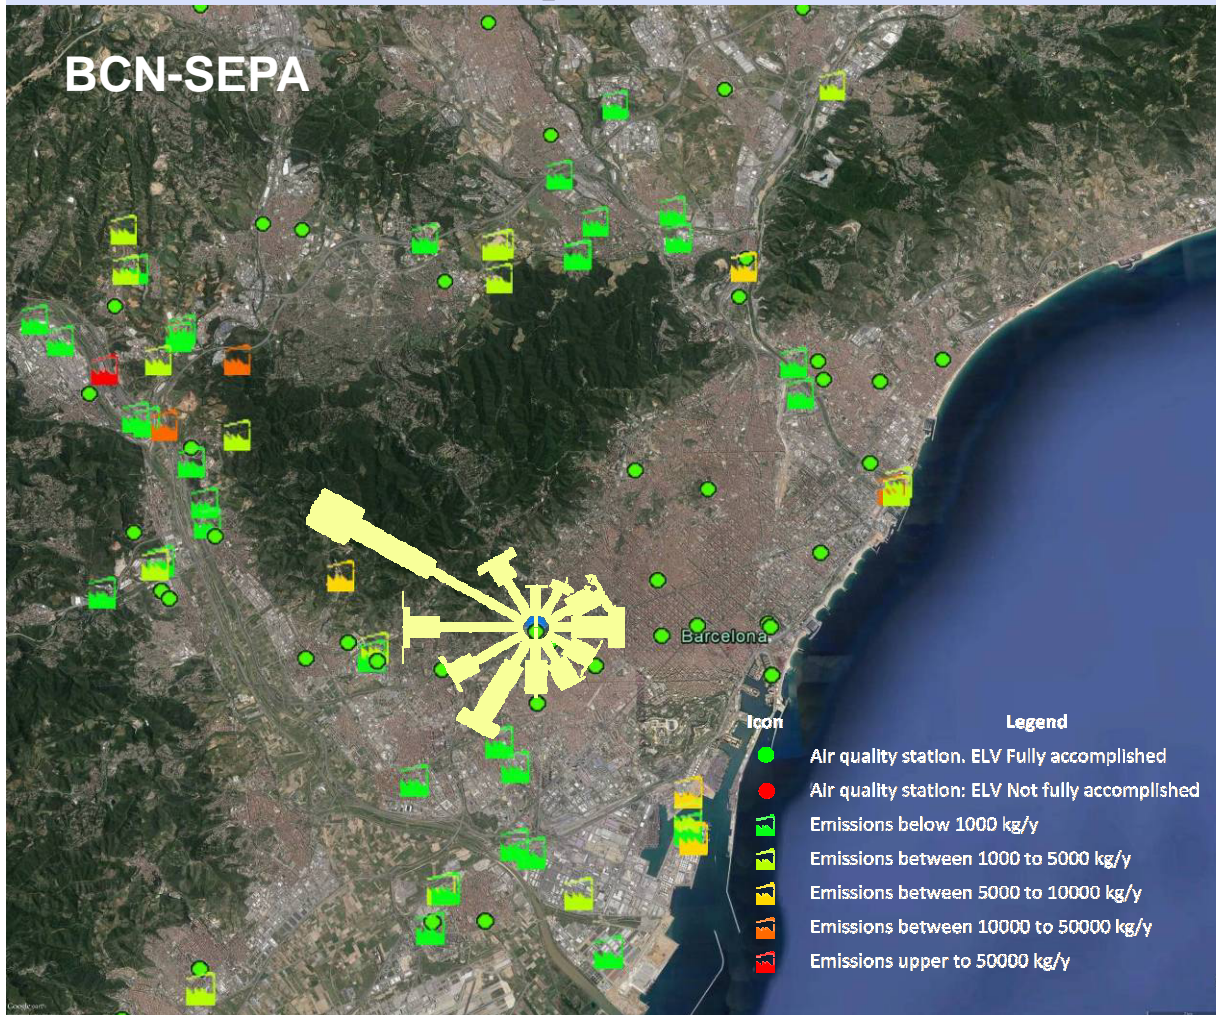 BCN-SEPA
Barcelona
Icon Legend
Air quality station. ELV Fully accomplished
Air quality station: ELV Not fully accomplished
Emissions below 1000 kg/y
Emissions between 1000 to 5000 kg/y
Emissions between 5000 to 10000 kg/y
Emissions between 10000 to 50000 kg/y
Emissions upper to 50000 kg/y
Google earth